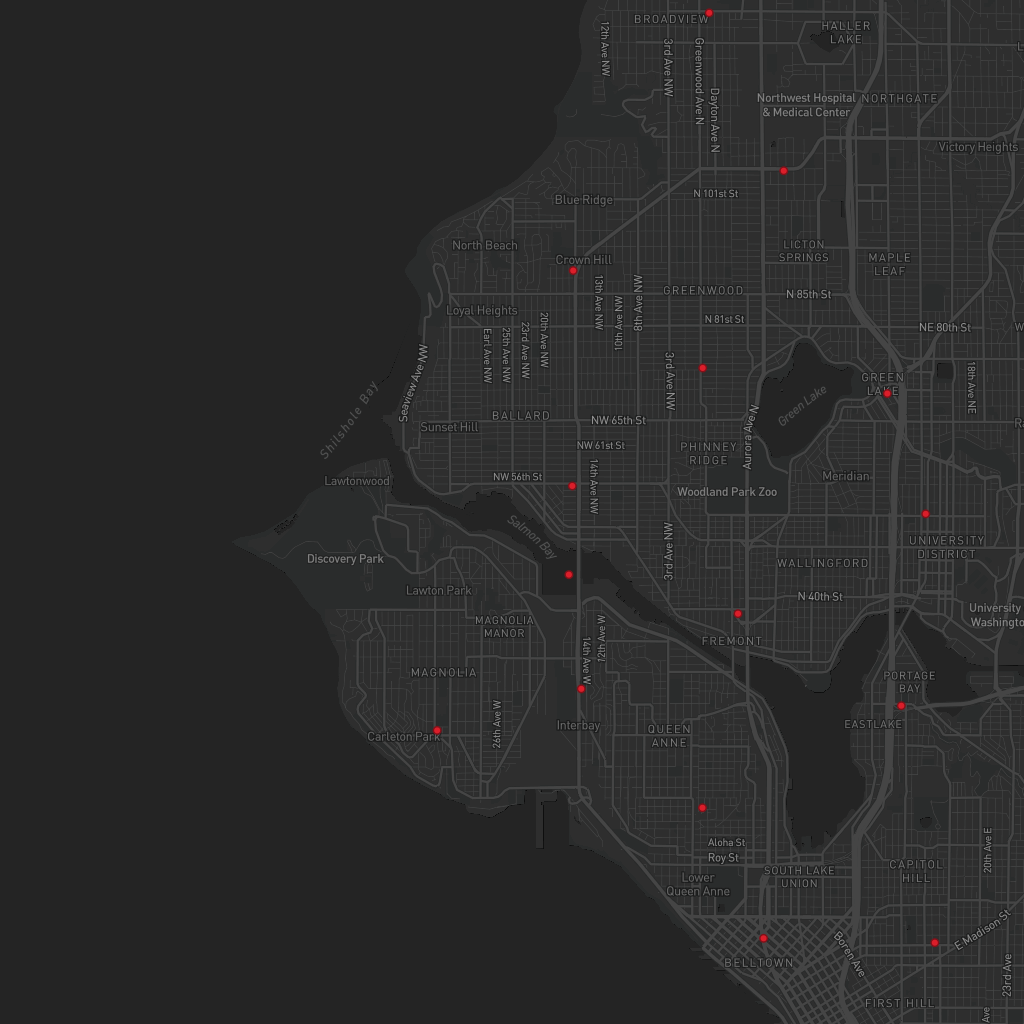 BROADVIEW
HALLER
LAKE
12th Ave NW
3rd Ave NW
Greenwood Ave N
Dayton Ave N
Northwest Hospital
& Medical Center
NORTHGATE
Victory Heights
Blue Ridge
N 101st St
North Beach
Crown Hill
LICTON
SPRINGS
MAPLE
LEAF
13th Ave NW
10th Ave NW
8th Ave NW
GREENWOOD
N 85th St
Loyal Heights
N 81st St
NE 80th St
Earl Ave NW
25th Ave NW
23rd Ave NW
20th Ave NW
Seaview Ave NW
3rd Ave NW
GREEN
LAKE
18th Ave NE
Shilshole Bay
Green Lake
BALLARD
NW 65th St
Sunset Hill
Aurora Ave N
NW 61st St
PHINNEY
RIDGE
Lawtonwood
NW 56th St
14th Ave NW
Meridian
Woodland Park Zoo
Salmon Bay
3rd Ave NW
UNIVERSITY
DISTRICT
Discovery Park
WALLINGFORD
Lawton Park
N 40th St
University
Washingto
MAGNOLIA
MANOR
14th Ave W
12th Ave W
FREMONT
MAGNOLIA
PORTAGE
BAY
26th Ave W
Carleton Park
Interbay
QUEEN
ANNE
EASTLAKE
Aloha St
Roy St
20th Ave E
CAPITOL
HILL
Lower
Queen Anne
SOUTH LAKE
UNION
E Madison St
Boren Ave
BELLTOWN
23rd Ave
FIRST HILL
Ave